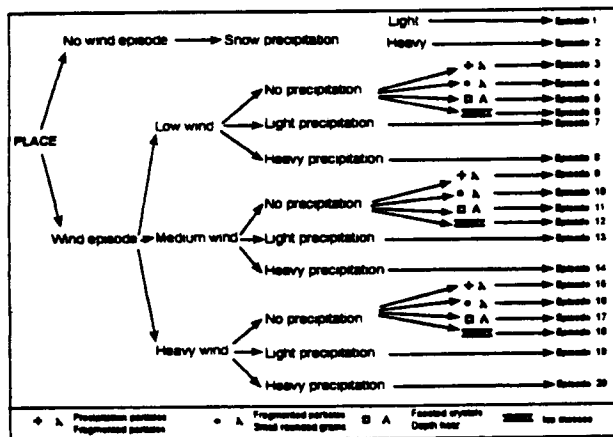 Light Episode 1
No wind episode Snow precipitation
Heavy Episode 2
+ λ Episode 3
No precipitation
• λ Episode 4
□ Λ Episode 5
Episode 6
PLACE
Low wind
Light precipitation Episode 7
Heavy precipitation Episode 8
+ λ Episode 9
No precipitation
• λ Episode 10
□ Λ Episode 11
Episode 12
Wind episode Medium wind Light precipitation Episode 13
Heavy precipitation Episode 14
+ λ Episode 15
• λ Episode 16
No precipitation
□ Λ Episode 17
Episode 18
Heavy wind Light precipitation Episode 19
Heavy precipitation Episode 20
+ λ Precipitation particles
Fragmented particles
• λ Fragmented particles
Small rounded grains
□ Λ Faceted crystals
Depth hoar
Ice masses